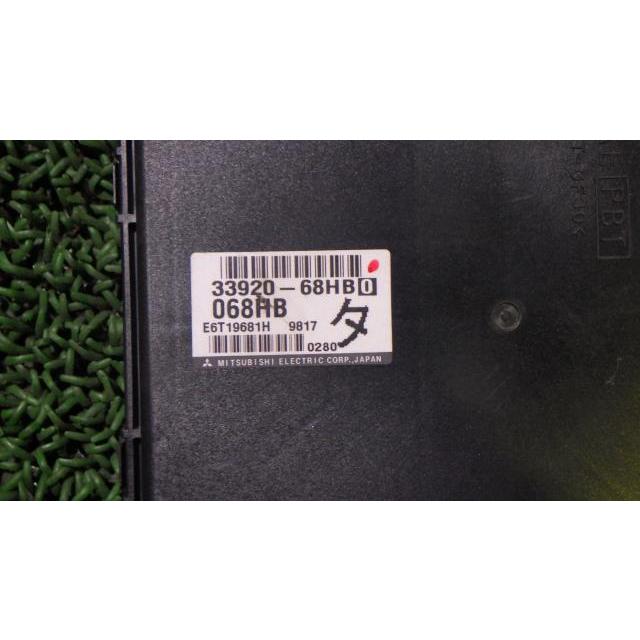 33920-68HB0
068HB
E6T19681H 9817
タ
0280
MITSUBISHI ELECTRIC CORP., JAPAN
PBT